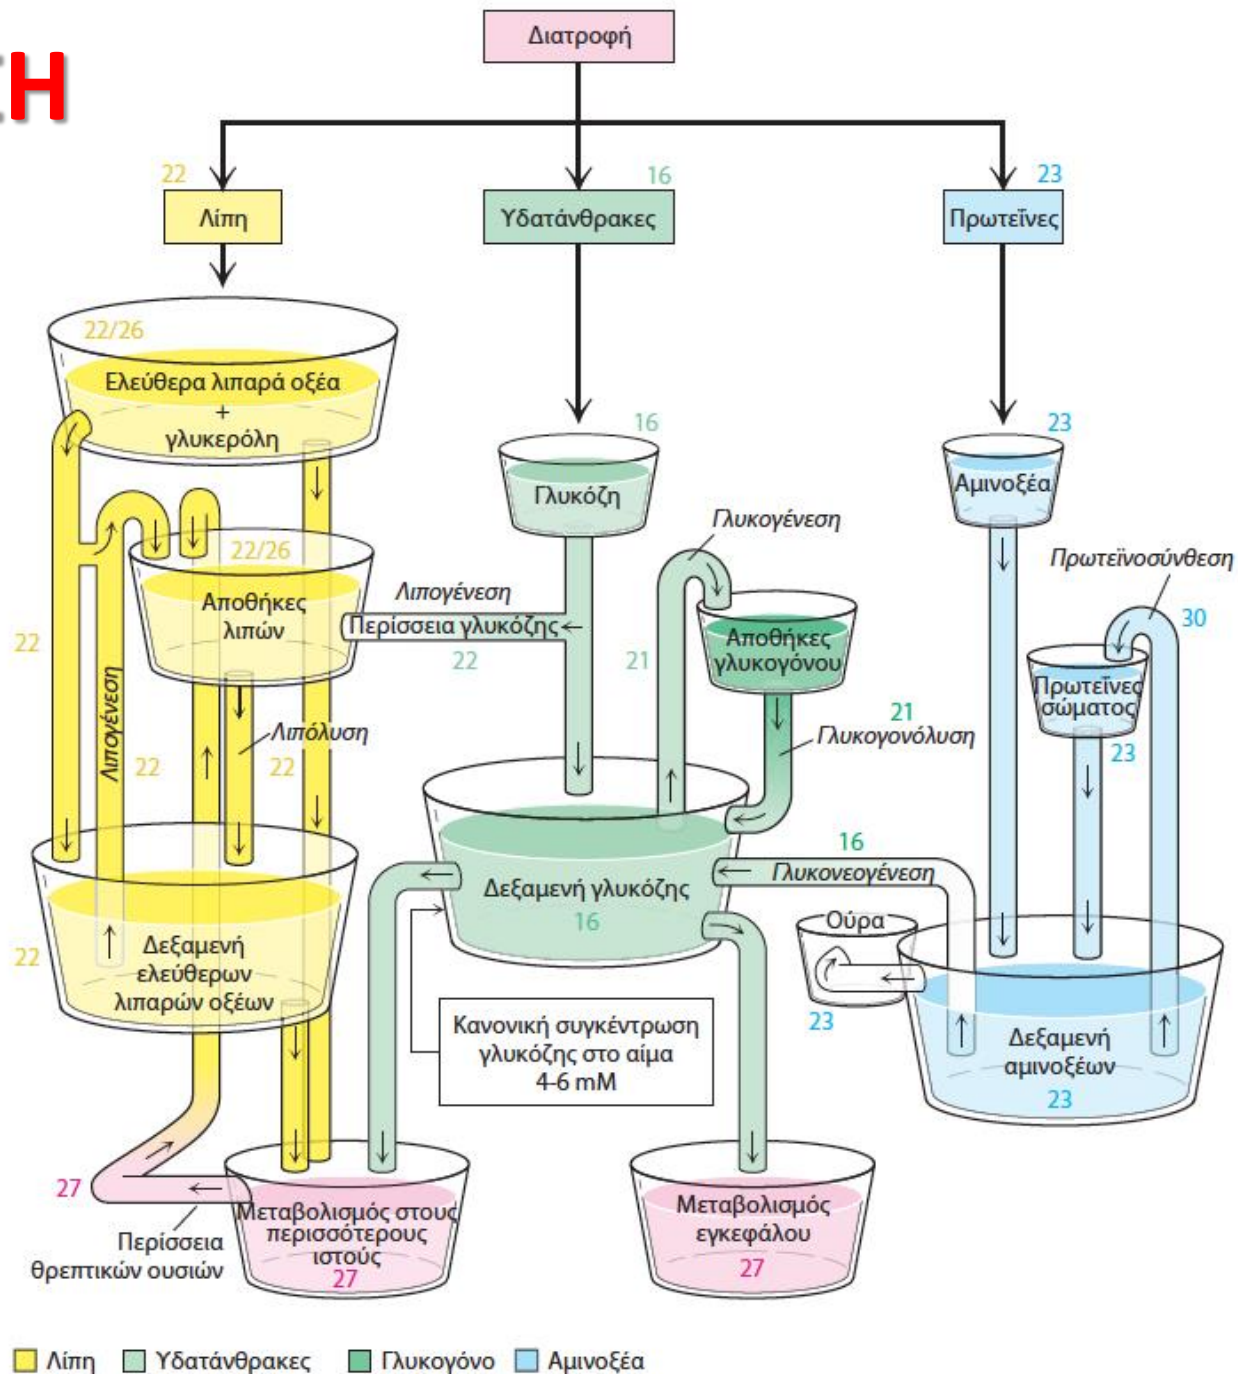 Η
Διατροφή
22
16
23
Λίπη
Υδατάνθρακες
Πρωτεΐνες
22/26
Ελεύθερα λιπαρά οξέα
+
γλυκερόλη
16
Γλυκόζη
23
Αμινοξέα
Γλυκογένεση
22/26
Αποθήκες
λιπών
Λιπογένεση
Περίσσεια γλυκόζης
22
21
Αποθήκες
γλυκογόνου
Πρωτεϊνοσύνθεση
30
Πρωτεΐνες
σώματος
23
22
Λιπογένεση
22
Λιπόλυση
22
21
Γλυκογονόλυση
Δεξαμενή γλυκόζης
16
16
Γλυκονεογένεση
Ούρα
23
22
Δεξαμενή
ελεύθερων
λιπαρών οξέων
Κανονική συγκέντρωση
γλυκόζης στο αίμα
4-6 mM
Δεξαμενή
αμινοξέων
23
27
Περίσσεια
θρεπτικών ουσιών
Μεταβολισμός στους
περισσότερους
ιστούς
27
Μεταβολισμός
εγκεφάλου
27
Λίπη
Υδατάνθρακες
Γλυκογόνο
Αμινοξέα